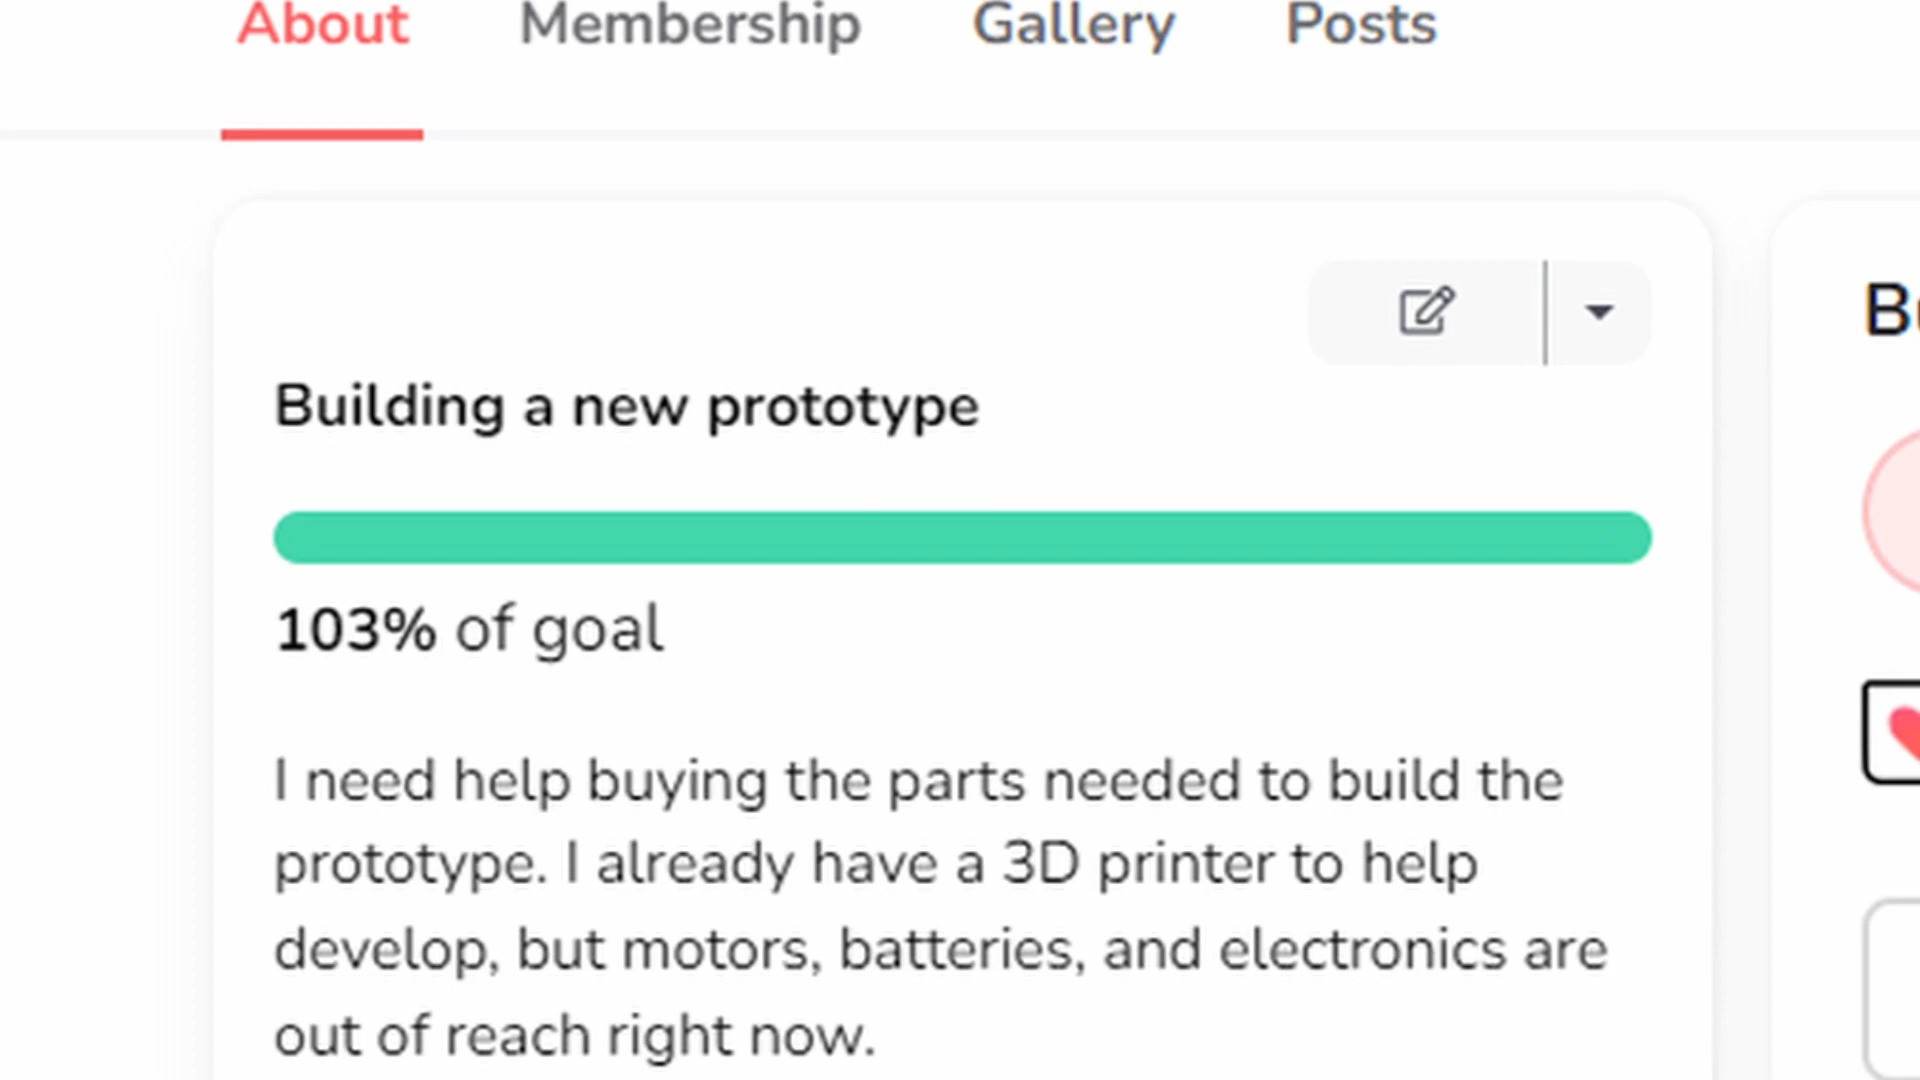 About Membership Gallery Posts
Building a new prototype
103% of goal
I need help buying the parts needed to build the
prototype. I already have a 3D printer to help
develop, but motors, batteries, and electronics are
out of reach right now.